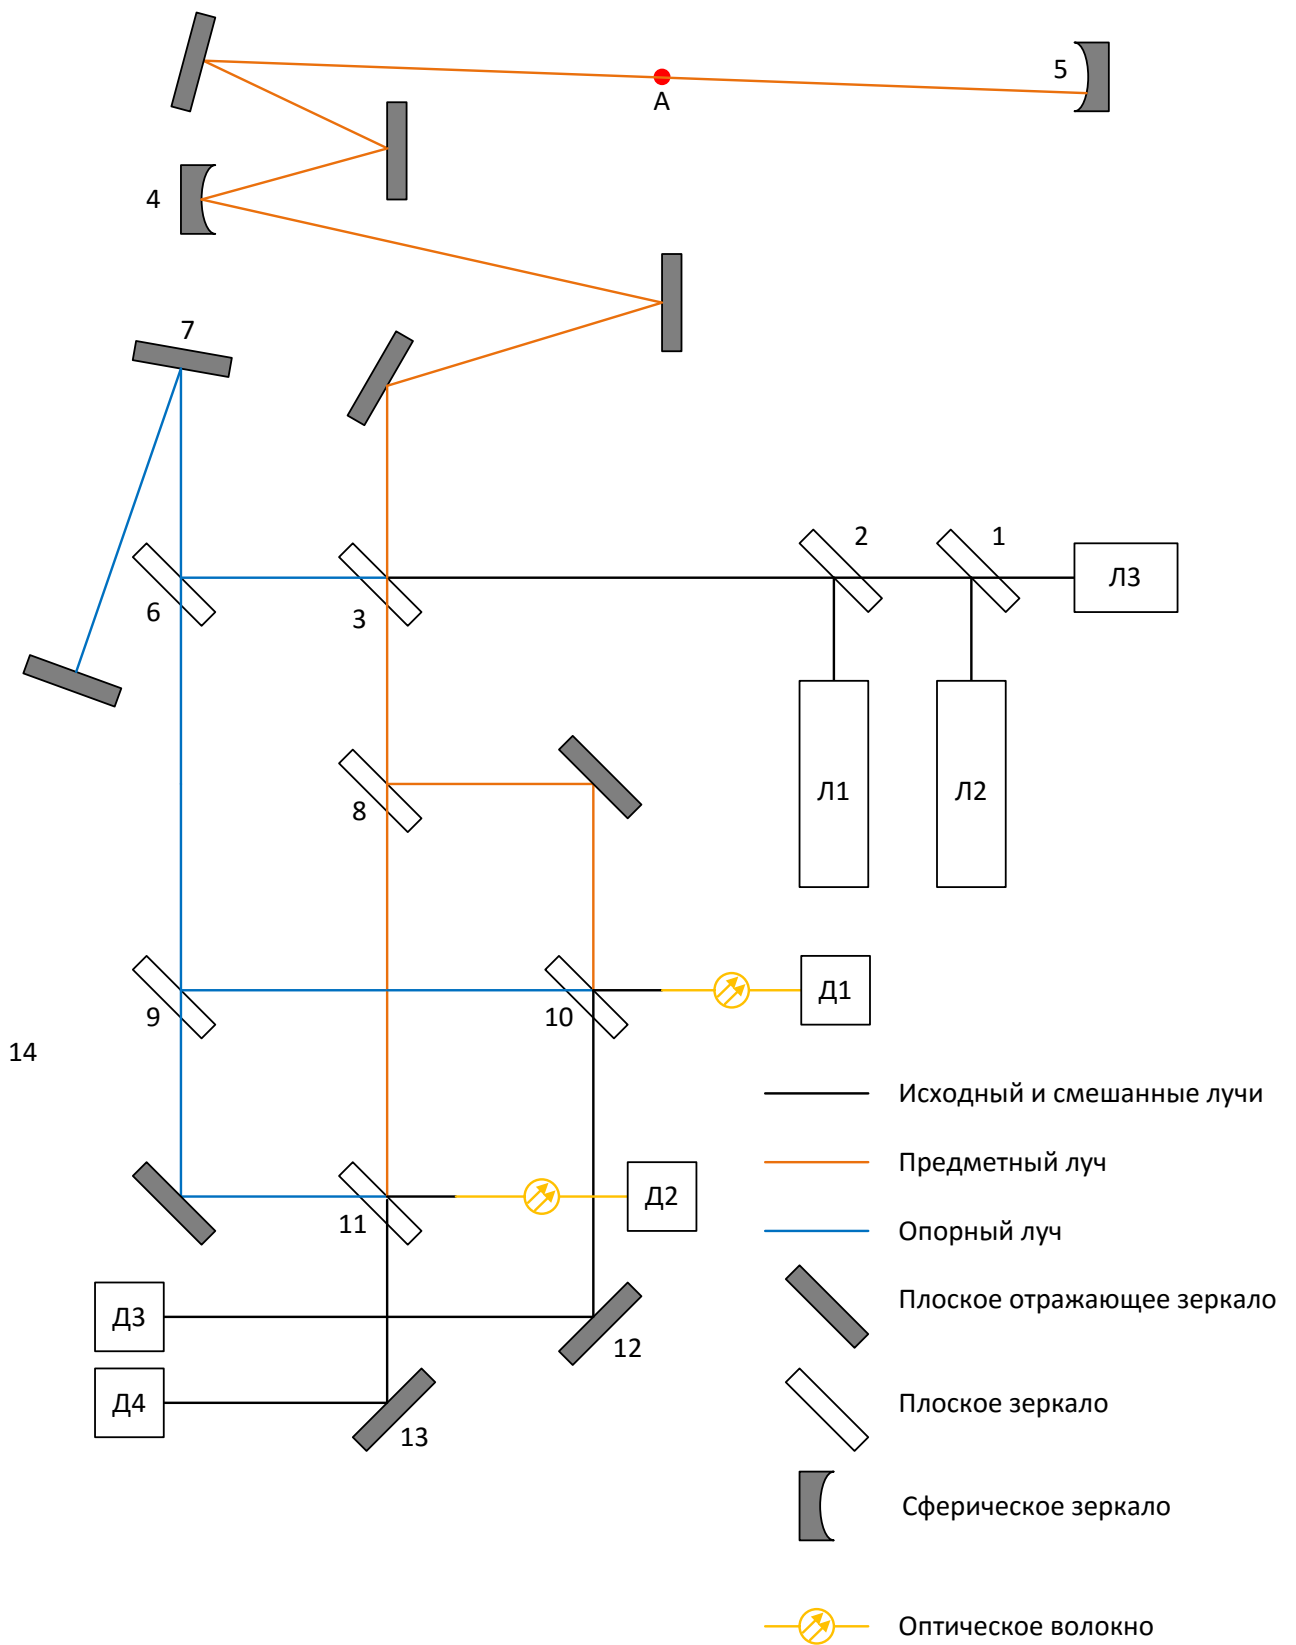 5
А
4
7
2
1
Л3
6
3
Л1
Л2
8
9
10
Д1
14
Исходный и смешанные лучи
Предметный луч
11
Д2
Опорный луч
Плоское отражающее зеркало
Д3
12
Д4
13
Плоское зеркало
Сферическое зеркало
Оптическое волокно